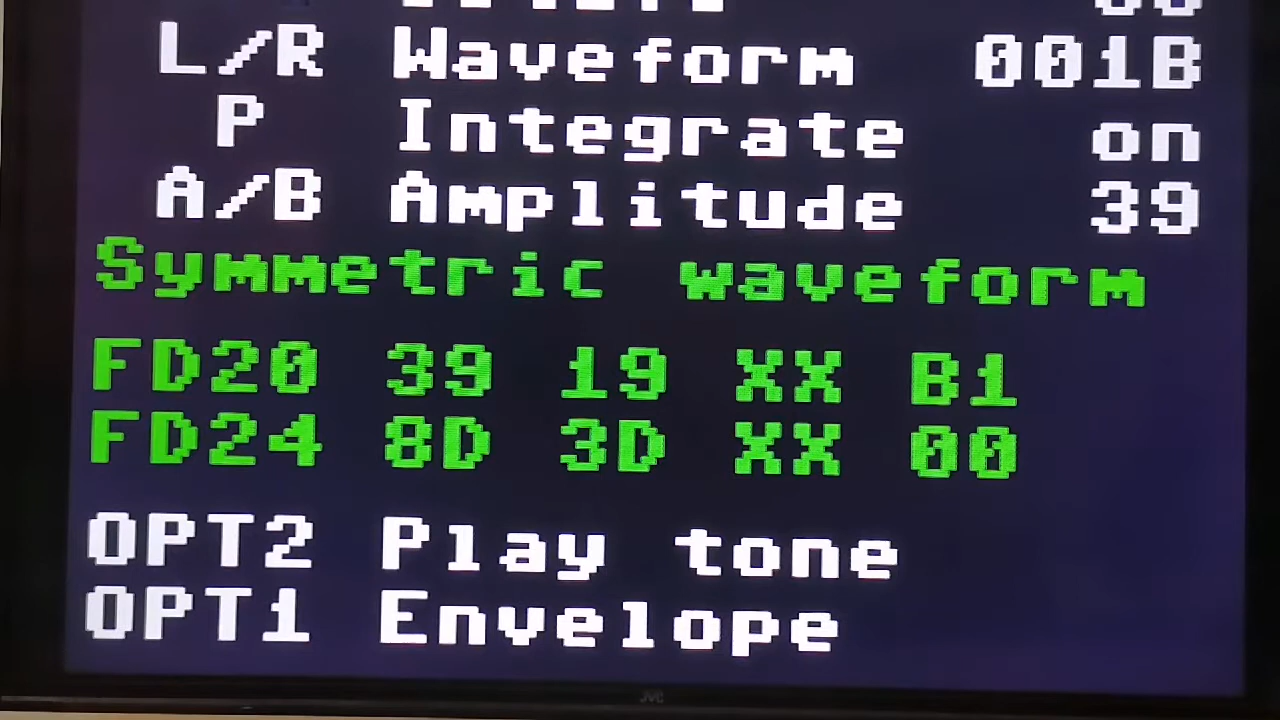 L/R Waveform 001B
P Integrate on
A/B Amplitude 39
Symmetric waveform
FD20 39 19 XX B1
FD24 8D 3D XX 00
OPT2 Play tone
OPT1 Envelope
JVC